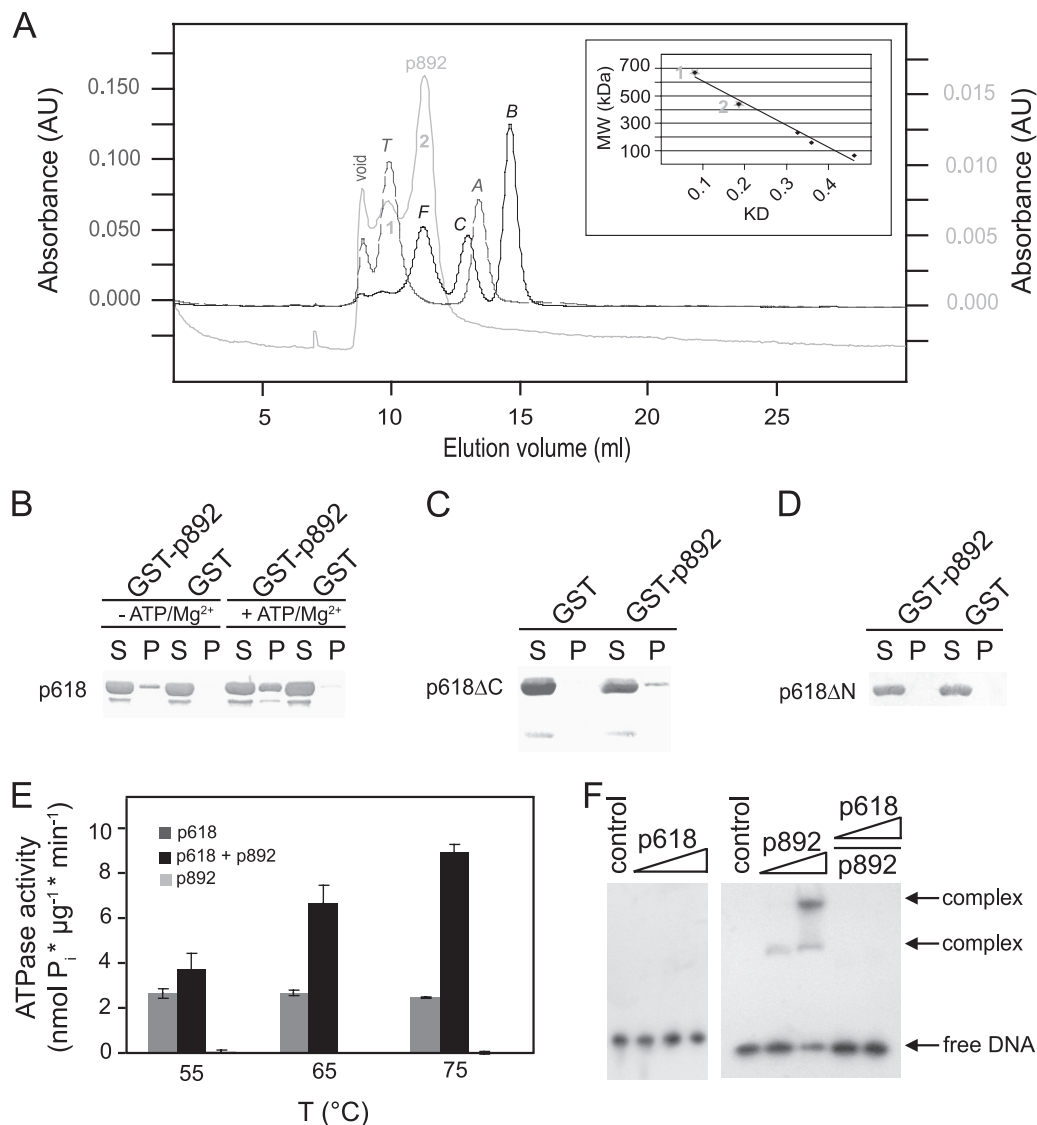 A
Absorbance (AU)
0.150
0.100
0.050
0.000
void
T
1
p892
2
F
C
A
B
MW (kDa)
700
500
300
100
1
2
0.1
0.2
0.3
0.4
KD
0.015
0.010
0.005
0.000
Absorbance (AU)
5
10
15
20
25
Elution volume (ml)
B
GST-p892
GST
GST-p892
GST
- ATP/Mg²⁺
+ ATP/Mg²⁺
S P S P S P S P
p618
C
GST
GST-p892
S P S P
p618ΔC
D
GST-p892
GST
S P S P
p618ΔN
E
ATPase activity
(nmol Pᵢ * µg⁻¹ * min⁻¹)
10
8
6
4
2
0
p618
p618 + p892
p892
55
65
75
T (°C)
F
control
p618
control
p892
p618
p892
complex
complex
free DNA